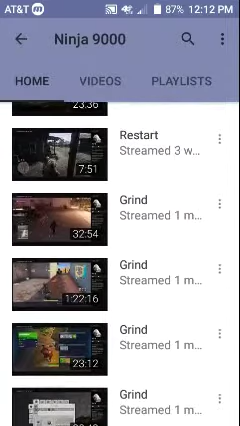 AT&T 87% 12:12 PM
Ninja 9000
HOME VIDEOS PLAYLISTS
23:36
Restart
Streamed 3 w...
7:51
Grind
Streamed 1 m...
32:54
Grind
Streamed 1 m...
1:22:16
Grind
Streamed 1 m...
23:12
Grind
Streamed 1 m...